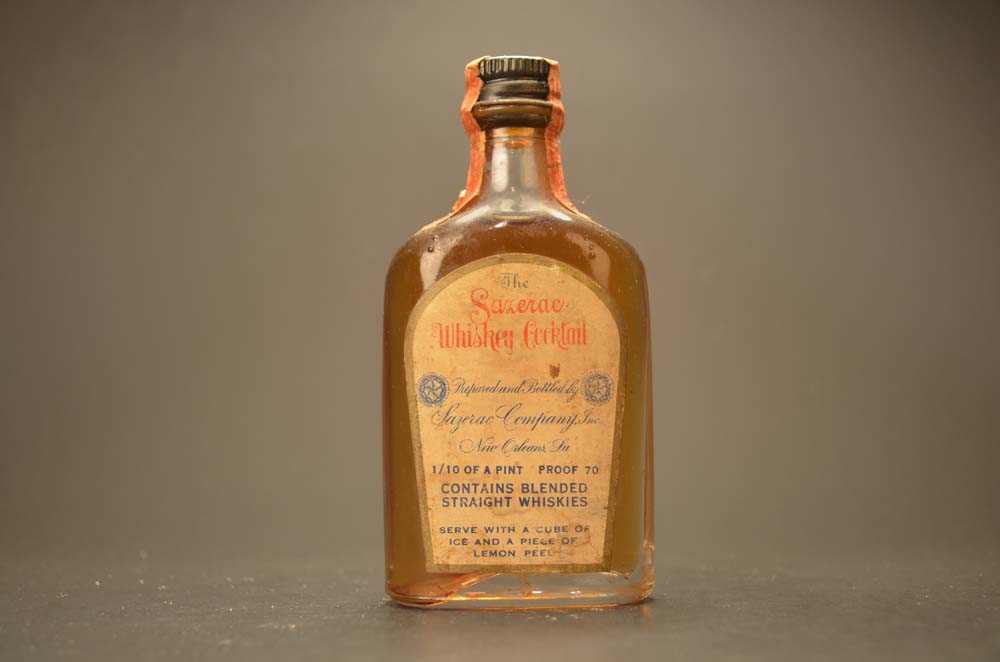 The
Sazerac
Whiskey Cocktail
Prepared and Bottled by
Sazerac Company, Inc.
New Orleans, La.
1/10 OF A PINT PROOF 70
CONTAINS BLENDED
STRAIGHT WHISKIES
SERVE WITH A CUBE OF
ICE AND A PIECE OF
LEMON PEEL